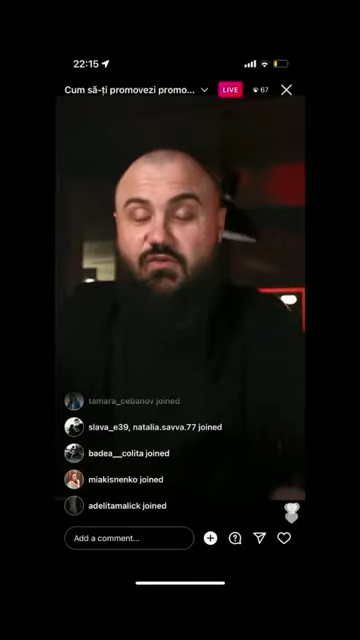 22:15
Cum să-ți promovezi promo... LIVE 67
tamara_cebanov joined
slava_e39, natalia.savva.77 joined
badea__colita joined
miakisnenko joined
adelitamalick joined
Add a comment...